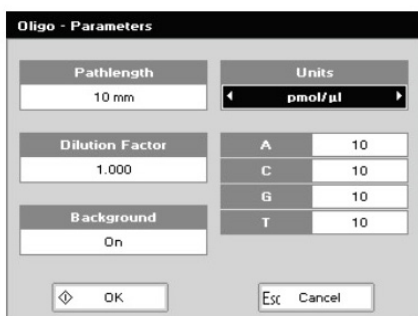 Oligo - Parameters
Pathlength
10 mm
Dilution Factor
1.000
Background
On
Units
pmol/µl
A 10
C 10
G 10
T 10
OK
Esc Cancel